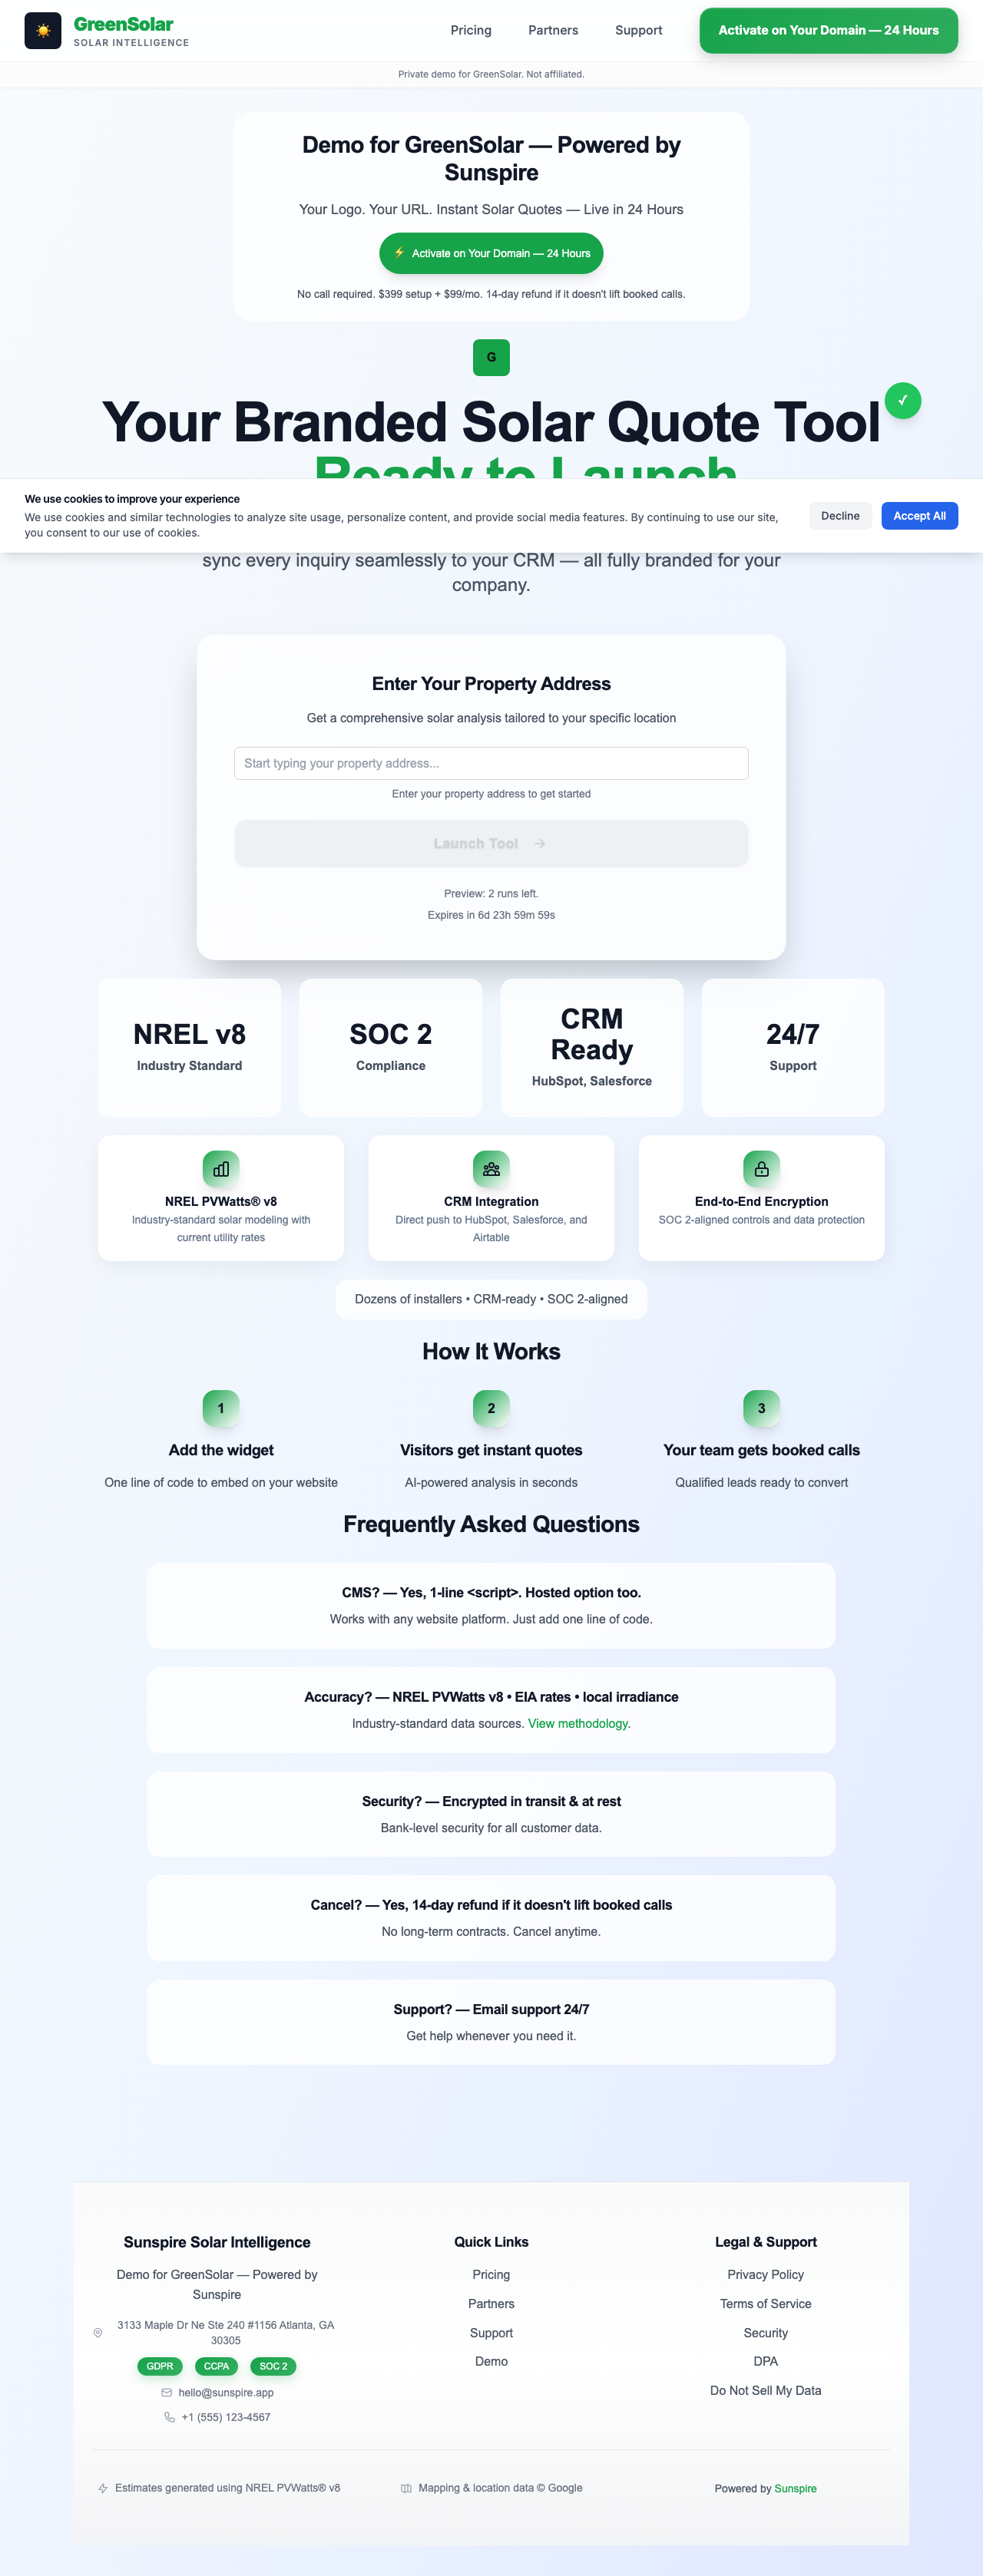 GreenSolar
SOLAR INTELLIGENCE
Pricing
Partners
Support
Activate on Your Domain — 24 Hours
Private demo for GreenSolar. Not affiliated.
Demo for GreenSolar — Powered by
Sunspire
Your Logo. Your URL. Instant Solar Quotes — Live in 24 Hours
⚡ Activate on Your Domain — 24 Hours
No call required. $399 setup + $99/mo. 14-day refund if it doesn't lift booked calls.
G
Your Branded Solar Quote Tool
✓
Ready to Launch
We use cookies to improve your experience
We use cookies and similar technologies to analyze site usage, personalize content, and provide social media features. By continuing to use our site,
you consent to our use of cookies.
Decline
Accept All
sync every inquiry seamlessly to your CRM — all fully branded for your
company.
Enter Your Property Address
Get a comprehensive solar analysis tailored to your specific location
Start typing your property address...
Enter your property address to get started
Launch Tool →
Preview: 2 runs left.
Expires in 6d 23h 59m 59s
NREL v8
Industry Standard
SOC 2
Compliance
CRM
Ready
HubSpot, Salesforce
24/7
Support
NREL PVWatts® v8
Industry-standard solar modeling with
current utility rates
CRM Integration
Direct push to HubSpot, Salesforce, and
Airtable
End-to-End Encryption
SOC 2-aligned controls and data protection
Dozens of installers • CRM-ready • SOC 2-aligned
How It Works
1
Add the widget
One line of code to embed on your website
2
Visitors get instant quotes
AI-powered analysis in seconds
3
Your team gets booked calls
Qualified leads ready to convert
Frequently Asked Questions
CMS? — Yes, 1-line <script>. Hosted option too.
Works with any website platform. Just add one line of code.
Accuracy? — NREL PVWatts v8 • EIA rates • local irradiance
Industry-standard data sources. View methodology.
Security? — Encrypted in transit & at rest
Bank-level security for all customer data.
Cancel? — Yes, 14-day refund if it doesn't lift booked calls
No long-term contracts. Cancel anytime.
Support? — Email support 24/7
Get help whenever you need it.
Sunspire Solar Intelligence
Demo for GreenSolar — Powered by
Sunspire
3133 Maple Dr Ne Ste 240 #1156 Atlanta, GA
30305
GDPR
CCPA
SOC 2
hello@sunspire.app
+1 (555) 123-4567
Quick Links
Pricing
Partners
Support
Demo
Legal & Support
Privacy Policy
Terms of Service
Security
DPA
Do Not Sell My Data
Estimates generated using NREL PVWatts® v8
Mapping & location data © Google
Powered by Sunspire